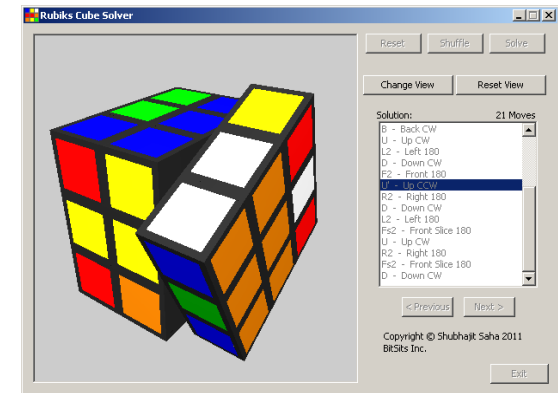 Rubiks Cube Solver
Reset Shuffle Solve
Change View Reset View
Solution: 21 Moves
B - Back CW
U - Up CW
L2 - Left 180
D - Down CW
F2 - Front 180
U' - Up CCW
R2 - Right 180
D - Down CW
L2 - Left 180
Fs2 - Front Slice 180
U - Up CW
R2 - Right 180
Fs2 - Front Slice 180
D - Down CW
< Previous Next >
Copyright © Shubhajit Saha 2011
BitSits Inc.
Exit